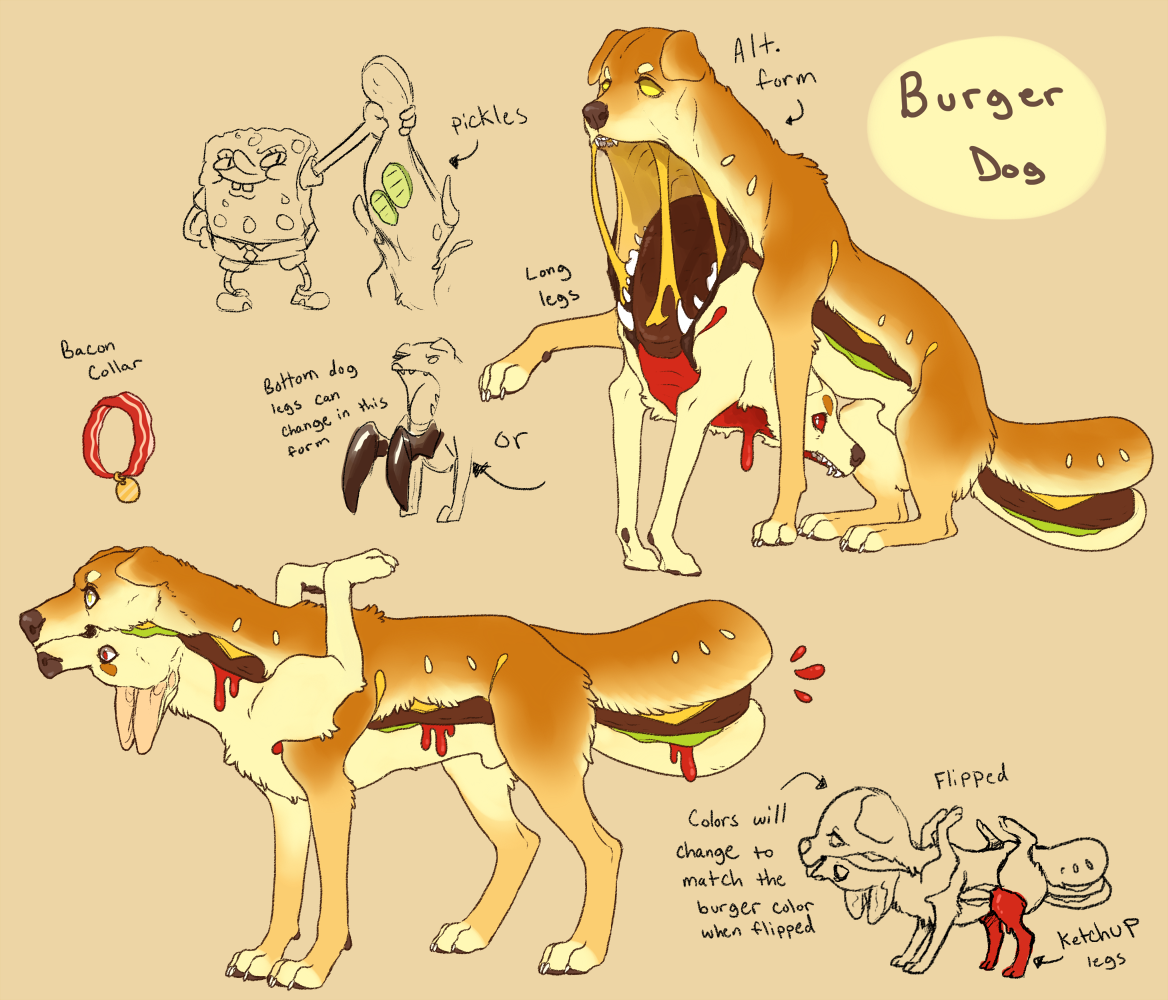 Burger
Dog
Alt.
form
pickles
Long
legs
Bacon
Collar
Bottom dog
legs can
change in this
form
or
Flipped
Colors will
change to
match the
burger color
when flipped
Ketchup
legs